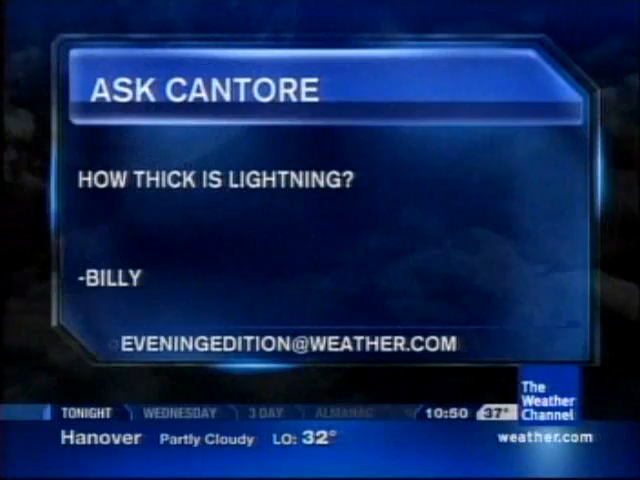 ASK CANTORE
HOW THICK IS LIGHTNING?
-BILLY
EVENINGEDITION@WEATHER.COM
The
Weather
Channel
TONIGHT WEDNESDAY 3 DAY ALMANAC 10:50 37°
Hanover Partly Cloudy LO: 32° weather.com